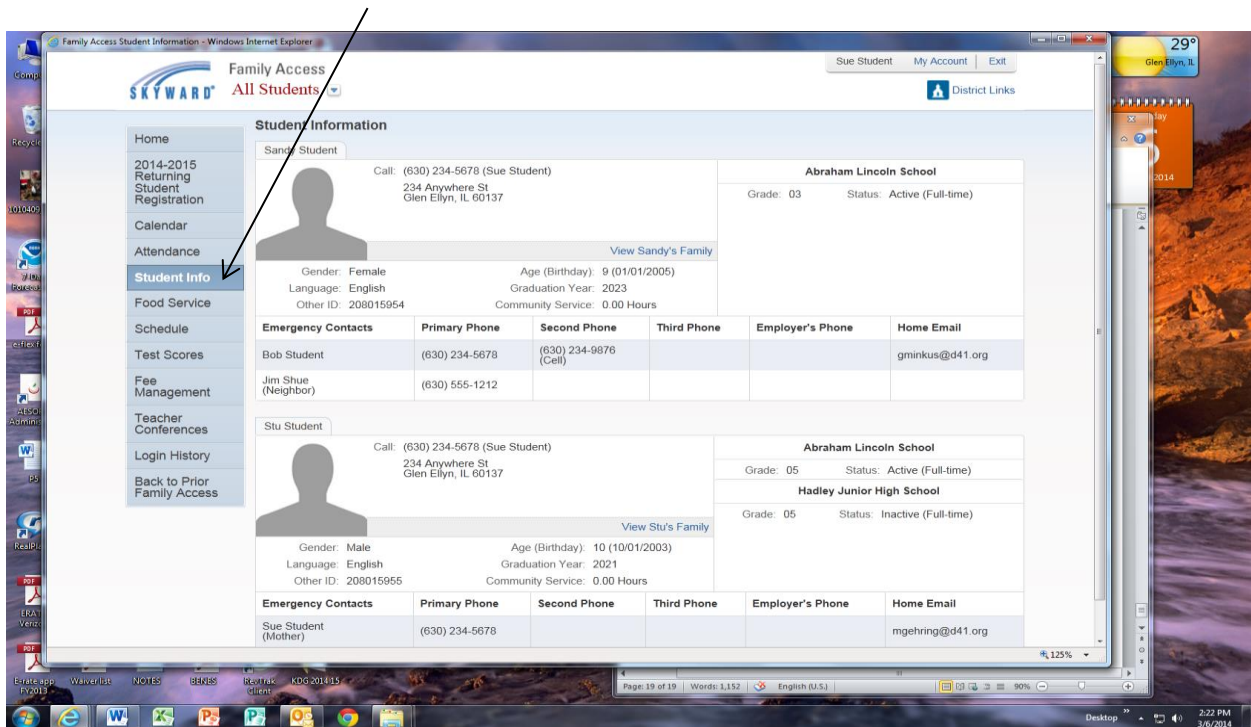 Family Access Student Information - Windows Internet Explorer
29°
Glen Ellyn, IL
SKYWARD®
Family Access
All Students
Sue Student My Account Exit
District Links
2014
Home
2014-2015
Returning
Student
Registration
Calendar
Attendance
Student Info
Food Service
Schedule
Test Scores
Fee
Management
Teacher
Conferences
Login History
Back to Prior
Family Access
Student Information
Sandy Student
Call: (630) 234-5678 (Sue Student)
234 Anywhere St
Glen Ellyn, IL 60137
Abraham Lincoln School
Grade: 03 Status: Active (Full-time)
View Sandy's Family
Gender: Female Age (Birthday): 9 (01/01/2005)
Language: English Graduation Year: 2023
Other ID: 208015954 Community Service: 0.00 Hours
Emergency Contacts Primary Phone Second Phone Third Phone Employer's Phone Home Email
Bob Student (630) 234-5678 (630) 234-9876 (Cell) gminkus@d41.org
Jim Shue (Neighbor) (630) 555-1212
Stu Student
Call: (630) 234-5678 (Sue Student)
234 Anywhere St
Glen Ellyn, IL 60137
Abraham Lincoln School
Grade: 05 Status: Active (Full-time)
Hadley Junior High School
Grade: 05 Status: Inactive (Full-time)
View Stu's Family
Gender: Male Age (Birthday): 10 (10/01/2003)
Language: English Graduation Year: 2021
Other ID: 208015955 Community Service: 0.00 Hours
Emergency Contacts Primary Phone Second Phone Third Phone Employer's Phone Home Email
Sue Student (Mother) (630) 234-5678 mgehring@d41.org
125%
E-rate app FY2013
Waiver list
NOTES
RevTrak Client
KDG 2014-15
Page: 19 of 19 Words: 1,152 English (U.S.) 90%
Desktop
2:22 PM
3/6/2014